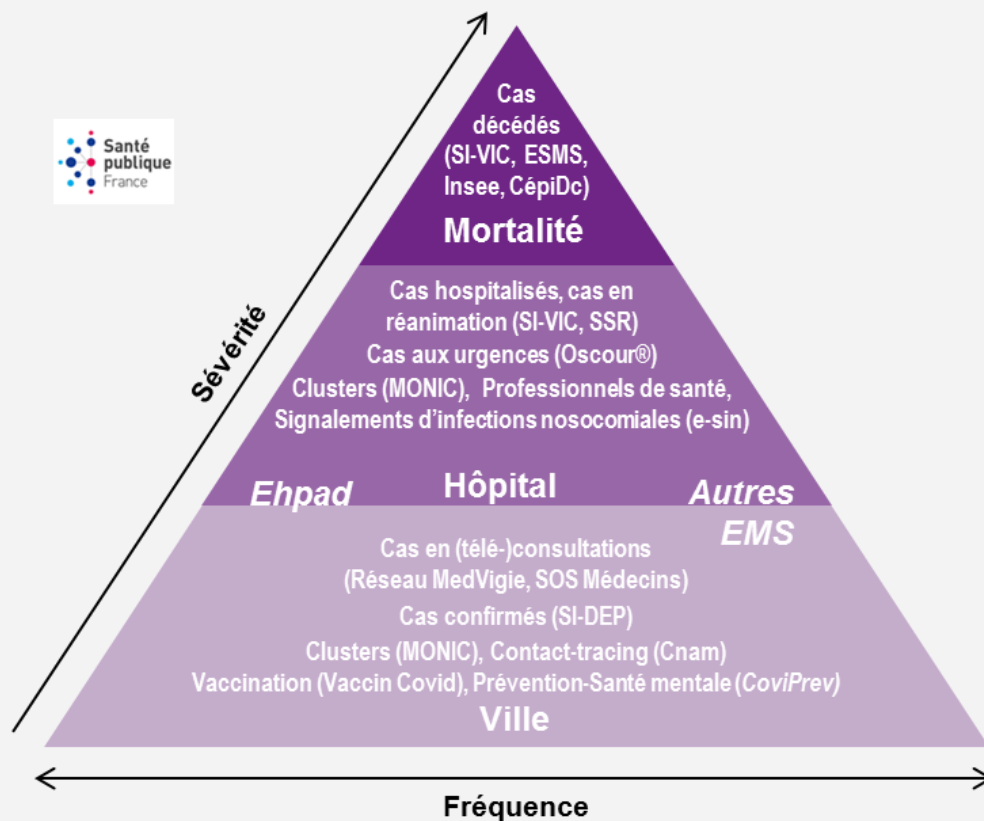 Santé
publique
France
Sévérité
Cas
décédés
(SI-VIC, ESMS,
Insee, CépiDc)
Mortalité
Cas hospitalisés, cas en
réanimation (SI-VIC, SSR)
Cas aux urgences (Oscour®)
Clusters (MONIC), Professionnels de santé,
Signalements d'infections nosocomiales (e-sin)
Ehpad Hôpital Autres
EMS
Cas en (télé-)consultations
(Réseau MedVigie, SOS Médecins)
Cas confirmés (SI-DEP)
Clusters (MONIC), Contact-tracing (Cnam)
Vaccination (Vaccin Covid), Prévention-Santé mentale (CoviPrev)
Ville
Fréquence